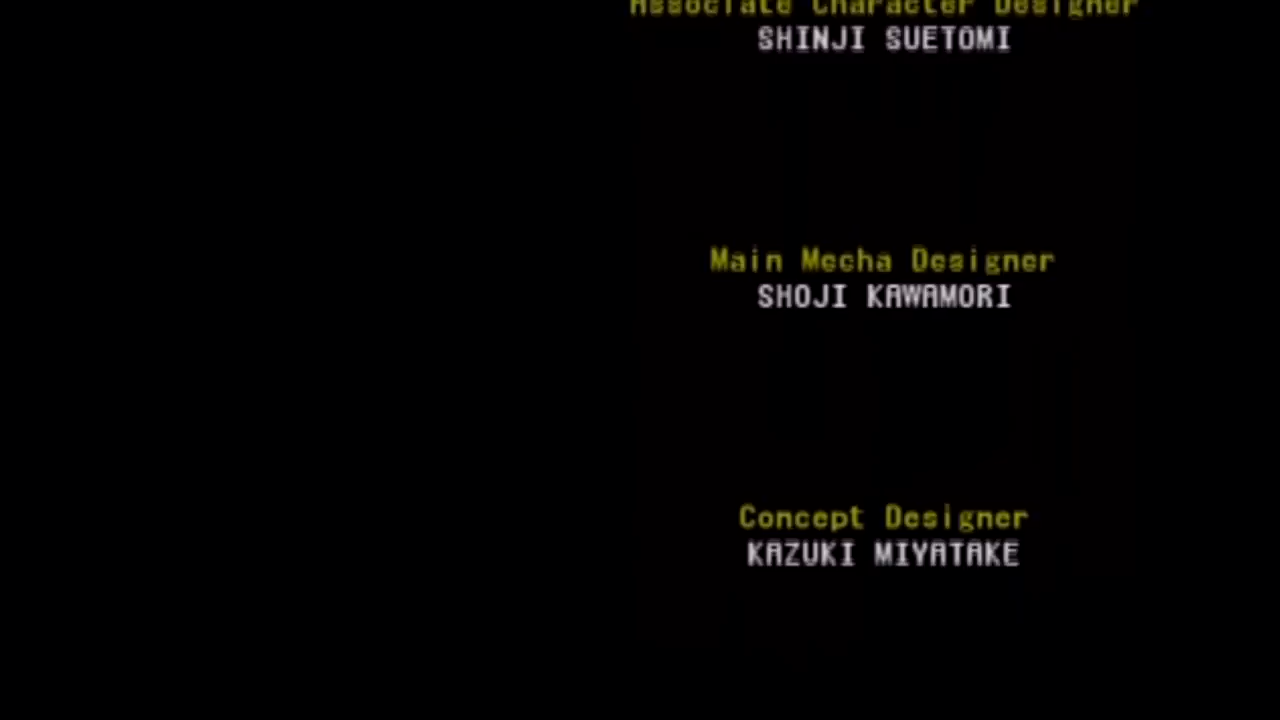 Associate Character Designer
SHINJI SUETOMI
Main Mecha Designer
SHOJI KAWAMORI
Concept Designer
KAZUKI MIYATAKE